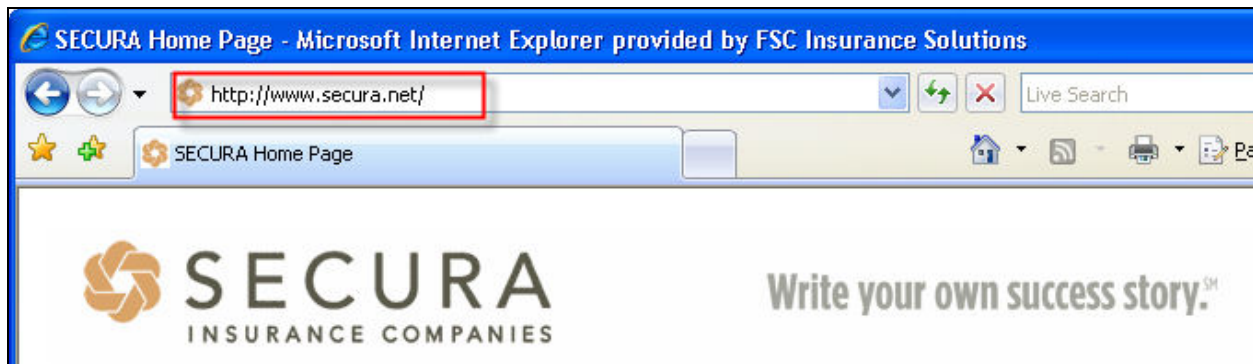 SECURA Home Page - Microsoft Internet Explorer provided by FSC Insurance Solutions
http://www.secura.net/
Live Search
SECURA Home Page
Pa
SECURA
INSURANCE COMPANIES
Write your own success story.SM